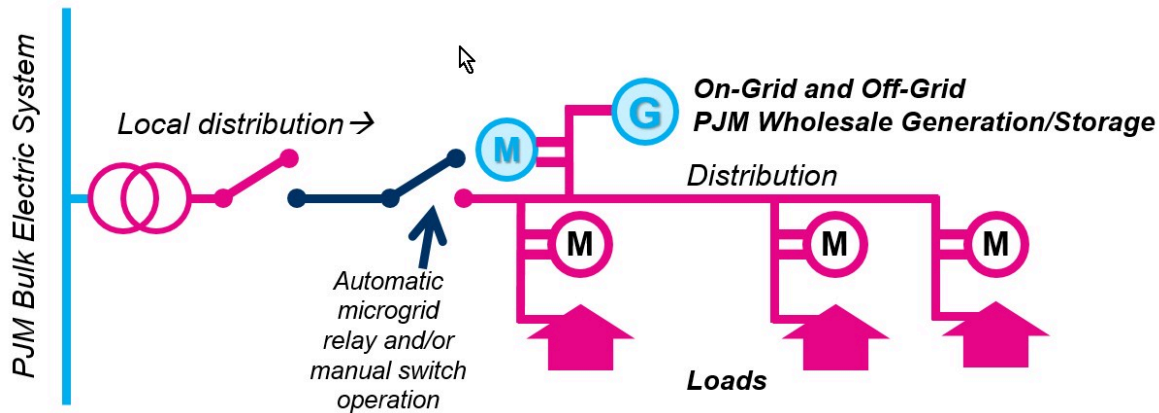 PJM Bulk Electric System
Local distribution→
M
G
On-Grid and Off-Grid
PJM Wholesale Generation/Storage
Distribution
M
M
M
Automatic
microgrid
relay and/or
manual switch
operation
Loads